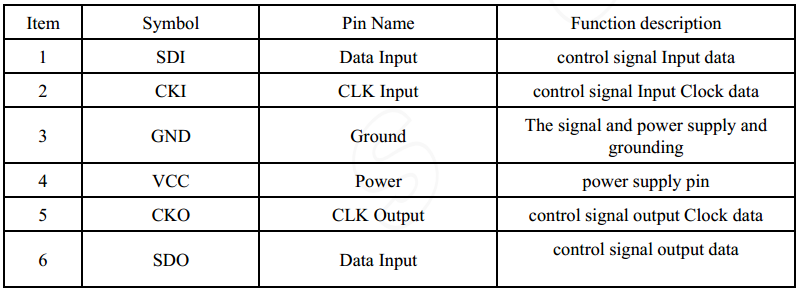 Item Symbol Pin Name Function description
1 SDI Data Input control signal Input data
2 CKI CLK Input control signal Input Clock data
3 GND Ground The signal and power supply and
grounding
4 VCC Power power supply pin
5 CKO CLK Output control signal output Clock data
6 SDO Data Input control signal output data